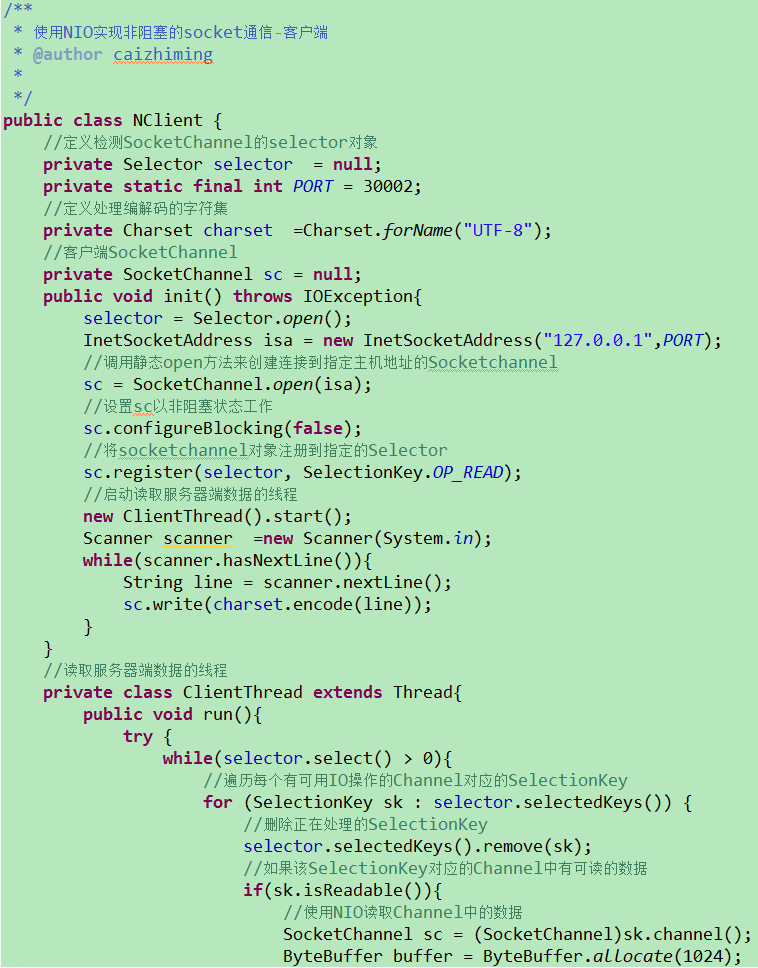 /**
 * 使用NIO实现非阻塞的socket通信-客户端
 * @author caizhiming
 *
 */
public class NClient {
    //定义检测SocketChannel的selector对象
    private Selector selector  = null;
    private static final int PORT = 30002;
    //定义处理编解码的字符集
    private Charset charset  =Charset.forName("UTF-8");
    //客户端SocketChannel
    private SocketChannel sc = null;
    public void init() throws IOException{
        selector = Selector.open();
        InetSocketAddress isa = new InetSocketAddress("127.0.0.1",PORT);
        //调用静态open方法来创建连接到指定主机地址的Socketchannel
        sc = SocketChannel.open(isa);
        //设置sc以非阻塞状态工作
        sc.configureBlocking(false);
        //将socketchannel对象注册到指定的Selector
        sc.register(selector, SelectionKey.OP_READ);
        //启动读取服务器端数据的线程
        new ClientThread().start();
        Scanner scanner  =new Scanner(System.in);
        while(scanner.hasNextLine()){
            String line = scanner.nextLine();
            sc.write(charset.encode(line));
        }
    }
    //读取服务器端数据的线程
    private class ClientThread extends Thread{
        public void run(){
            try {
                while(selector.select() > 0){
                    //遍历每个有可用IO操作的Channel对应的SelectionKey
                    for (SelectionKey sk : selector.selectedKeys()) {
                        //删除正在处理的SelectionKey
                        selector.selectedKeys().remove(sk);
                        //如果该SelectionKey对应的Channel中有可读的数据
                        if(sk.isReadable()){
                            //使用NIO读取Channel中的数据
                            SocketChannel sc = (SocketChannel)sk.channel();
                            ByteBuffer buffer = ByteBuffer.allocate(1024);